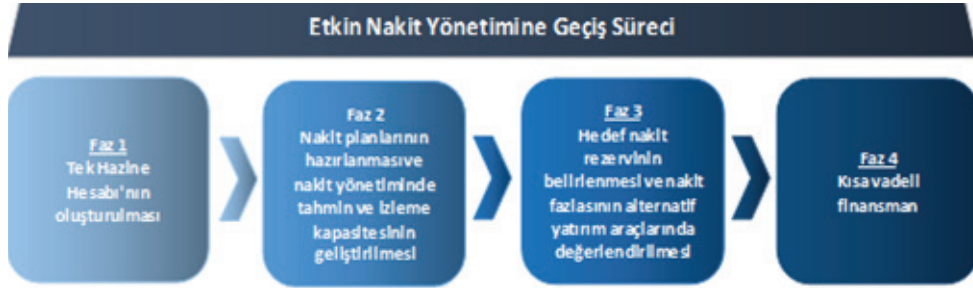 Etkin Nakit Yönetimine Geçiş Süreci
Faz 1
Tek Hazine
Hesabı'nın
oluşturulması
Faz 2
Nakit planlarının
hazırlanması ve
nakit yönetiminde
tahmin ve izleme
kapasitesinin
geliştirilmesi
Faz 3
Hedef nakit
rezervinin
belirlenmesi ve nakit
fazlasının alternatif
yatırım araçlarında
değerlendirilmesi
Faz 4
Kısa vadeli
finansman